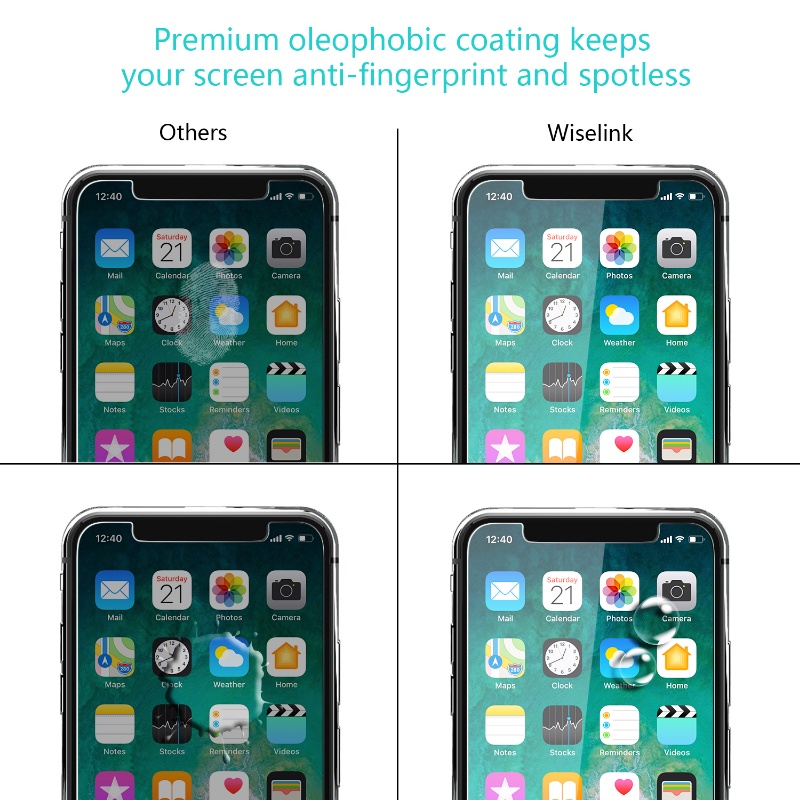 Premium oleophobic coating keeps
your screen anti-fingerprint and spotless
Others
Wiselink
12:40
Saturday
21
Mail Calendar Photos Camera
280
Maps Clock Weather Home
Notes Stocks Reminders Videos
12:40
Saturday
21
Mail Calendar Photos Camera
280
Maps Clock Weather Home
Notes Stocks Reminders Videos
12:40
Saturday
21
Mail Calendar Photos Camera
280
Maps Clock Weather Home
Notes Stocks Reminders Videos
12:40
Saturday
21
Mail Calendar Photos Camera
280
Maps Clock Weather Home
Notes Stocks Reminders Videos